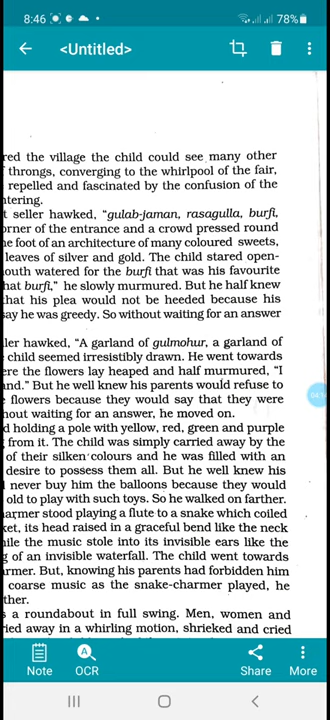 8:46 78%
<Untitled>
red the village the child could see many other
throngs, converging to the whirlpool of the fair,
repelled and fascinated by the confusion of the
ntering.
t seller hawked, "gulab-jaman, rasagulla, burfi,
orner of the entrance and a crowd pressed round
he foot of an architecture of many coloured sweets,
leaves of silver and gold. The child stared open-
outh watered for the burfi that was his favourite
hat burfi," he slowly murmured. But he half knew
hat his plea would not be heeded because his
say he was greedy. So without waiting for an answer
ler hawked, "A garland of gulmohur, a garland of
child seemed irresistibly drawn. He went towards
ere the flowers lay heaped and half murmured, "I
and." But he well knew his parents would refuse to
flowers because they would say that they were
hout waiting for an answer, he moved on.
d holding a pole with yellow, red, green and purple
from it. The child was simply carried away by the
of their silken colours and he was filled with an
desire to possess them all. But he well knew his
never buy him the balloons because they would
old to play with such toys. So he walked on farther.
harmer stood playing a flute to a snake which coiled
ket, its head raised in a graceful bend like the neck
hile the music stole into its invisible ears like the
g of an invisible waterfall. The child went towards
armer. But, knowing his parents had forbidden him
coarse music as the snake-charmer played, he
ther.
s a roundabout in full swing. Men, women and
ried away in a whirling motion, shrieked and cried
Note OCR Share More